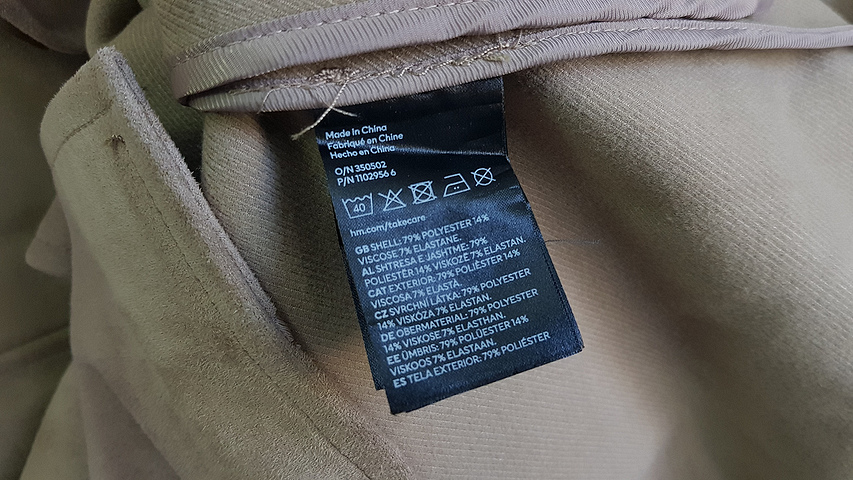 Made in China
Fabriqué en Chine
Hecho en China
O/N 350502
P/N 1102956 6
40
hm.com/takecare
GB SHELL: 79% POLYESTER 14%
VISCOSE 7% ELASTANE.
AL SHTRESA E JASHTME: 79%
POLIESTËR 14% VISKOZË 7% ELASTAN.
CAT EXTERIOR: 79% POLIÈSTER 14%
VISCOSA 7% ELASTÀ.
CZ SVRCHNÍ LÁTKA: 79% POLYESTER
14% VISKÓZA 7% ELASTAN.
DE OBERMATERIAL: 79% POLYESTER
14% VISKOSE 7% ELASTHAN.
EE ÜMBRIS: 79% POLÜESTER 14%
VISKOOS 7% ELASTAAN.
ES TELA EXTERIOR: 79% POLIÉSTER